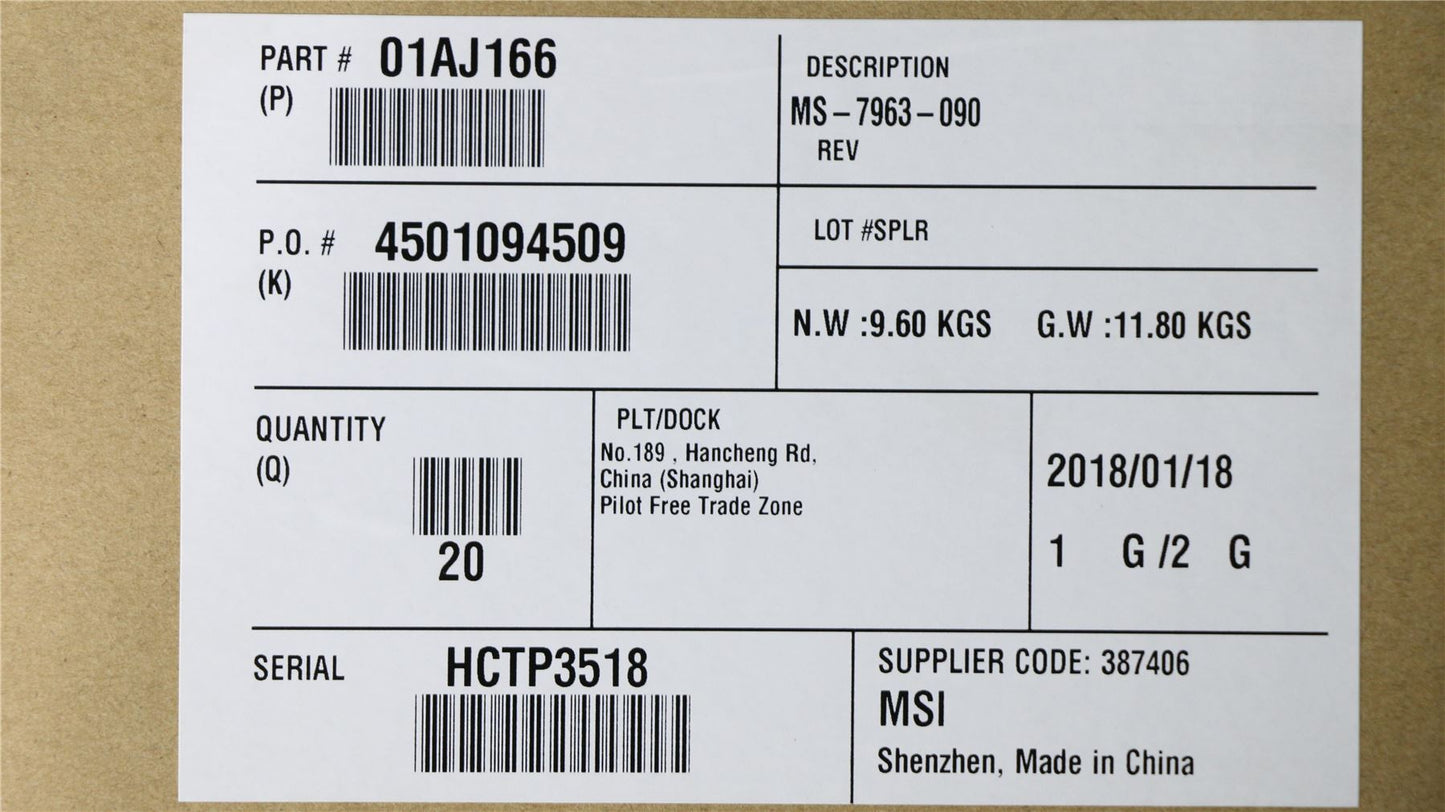 PART # 01AJ166
(P)
DESCRIPTION
MS-7963-090
REV
P.O. # 4501094509
(K)
LOT #SPLR
N.W :9.60 KGS G.W :11.80 KGS
QUANTITY
(Q)
20
PLT/DOCK
No.189 , Hancheng Rd,
China (Shanghai)
Pilot Free Trade Zone
2018/01/18
1 G /2 G
SERIAL HCTP3518
SUPPLIER CODE: 387406
MSI
Shenzhen, Made in China